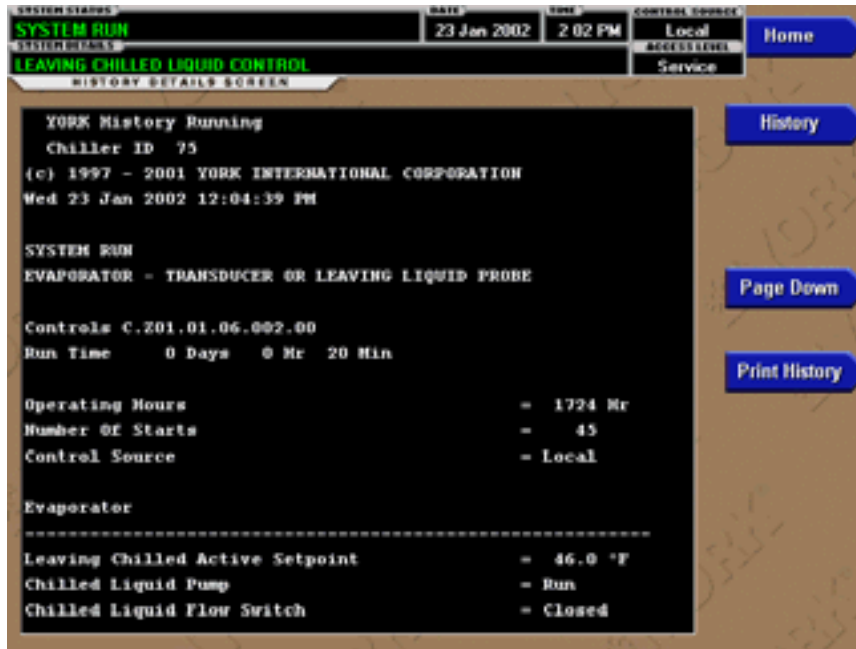 SYSTEM STATUS
SYSTEM RUN
DATE
23 Jan 2002
TIME
2 02 PM
CONTROL SOURCE
Local
Home
SYSTEM DETAILS
LEAVING CHILLED LIQUID CONTROL
ACCESS LEVEL
Service
HISTORY DETAILS SCREEN
YORK History Running
Chiller ID 75
(c) 1997 - 2001 YORK INTERNATIONAL CORPORATION
Wed 23 Jan 2002 12:04:39 PM
SYSTEM RUN
EVAPORATOR - TRANSDUCER OR LEAVING LIQUID PROBE
Controls C.Z01.01.06.002.00
Run Time 0 Days 0 Hr 20 Min
Operating Hours = 1724 Hr
Number Of Starts = 45
Control Source = Local
Evaporator
----------------------------------------------------------------
Leaving Chilled Active Setpoint = 46.0 °F
Chilled Liquid Pump = Run
Chilled Liquid Flow Switch = Closed
History
Page Down
Print History
YORK